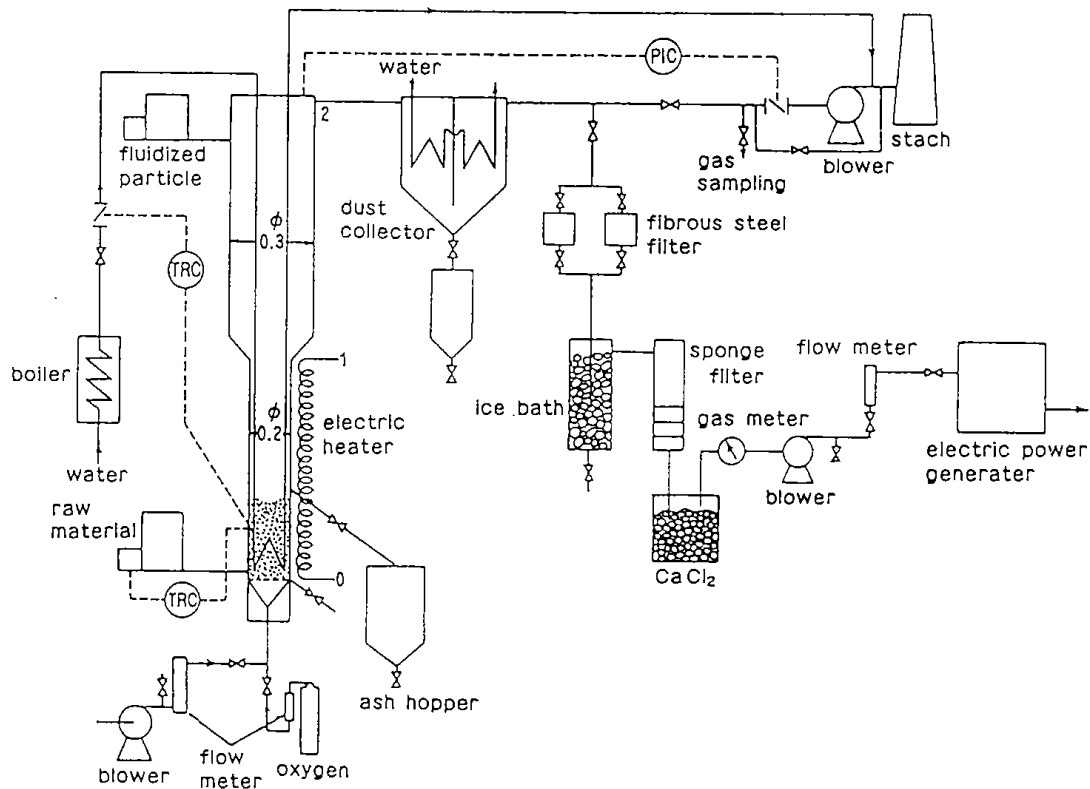 PIC
water
2
stach
blower
gas
sampling
fluidized
particle
dust
collector
fibrous steel
filter
φ
0.3
TRC
boiler
1
sponge
filter
flow meter
ice bath
gas meter
φ
0.2
electric
heater
electric power
generater
water
blower
raw
material
CaCl2
0
TRC
ash hopper
flow
meter
oxygen
blower